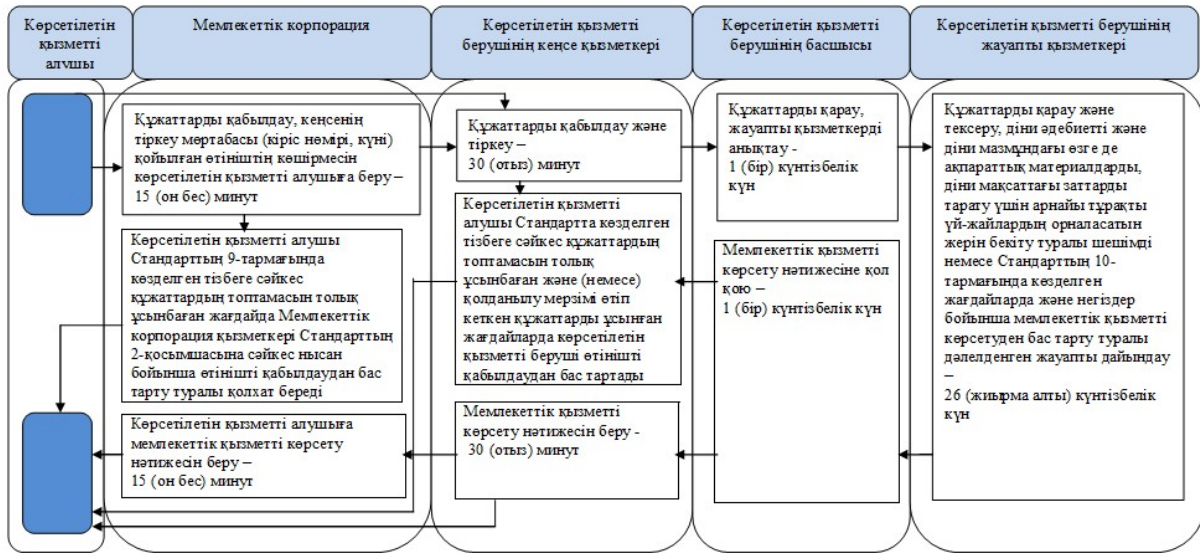 Көрсетілетін
қызметті
алушы
Мемлекеттік корпорация
Көрсетілетін қызметті
берушінің кеңсе қызметкері
Көрсетілетін қызметті
берушінің басшысы
Көрсетілетін қызметті берушінің
жауапты қызметкері
Құжаттарды қабылдау, кеңсенің
тіркеу мөртабасы (кіріс нөмірі, күні)
қойылған өтініштің көшірмесін
көрсетілетін қызметті алушыға беру –
15 (он бес) минут
Құжаттарды қабылдау және
тіркеу –
30 (отыз) минут
Құжаттарды қарау,
жауапты қызметкерді
анықтау -
1 (бір) күнтізбелік
күн
Құжаттарды қарау және
тексеру, діни әдебиетті және
діни мазмұндағы өзге де
ақпараттық материалдарды,
діни мақсаттағы заттарды
тарату үшін арнайы тұрақты
үй-жайлардың орналасатын
жерін бекіту туралы шешімді
немесе Стандарттың 10-
тармағында көзделген
жағдайларда және негіздер
бойынша мемлекеттік қызметті
көрсетуден бас тарту туралы
дәлелденген жауапты дайындау
–
26 (жиырма алты) күнтізбелік
күн
Көрсетілетін қызметті алушы
Стандарттың 9-тармағында
көзделген тізбеге сәйкес
құжаттардың топтамасын толық
ұсынбаған жағдайда Мемлекеттік
корпорация қызметкері Стандарттың
2-қосымшасына сәйкес нысан
бойынша өтінішті қабылдаудан бас
тарту туралы қолхат береді
Көрсетілетін қызметті
алушы Стандартта көзделген
тізбеге сәйкес құжаттардың
топтамасын толық
ұсынбаған және (немесе)
қолданылу мерзімі өтіп
кеткен құжаттарды ұсынған
жағдайларда көрсетілетін
қызметті беруші өтінішті
қабылдаудан бас тартады
Мемлекеттік қызметті
көрсету нәтижесіне қол
қою –
1 (бір) күнтізбелік күн
Көрсетілетін қызметті алушыға
мемлекеттік қызметті көрсету
нәтижесін беру –
15 (он бес) минут
Мемлекеттік қызметті
көрсету нәтижесін беру -
30 (отыз) минут